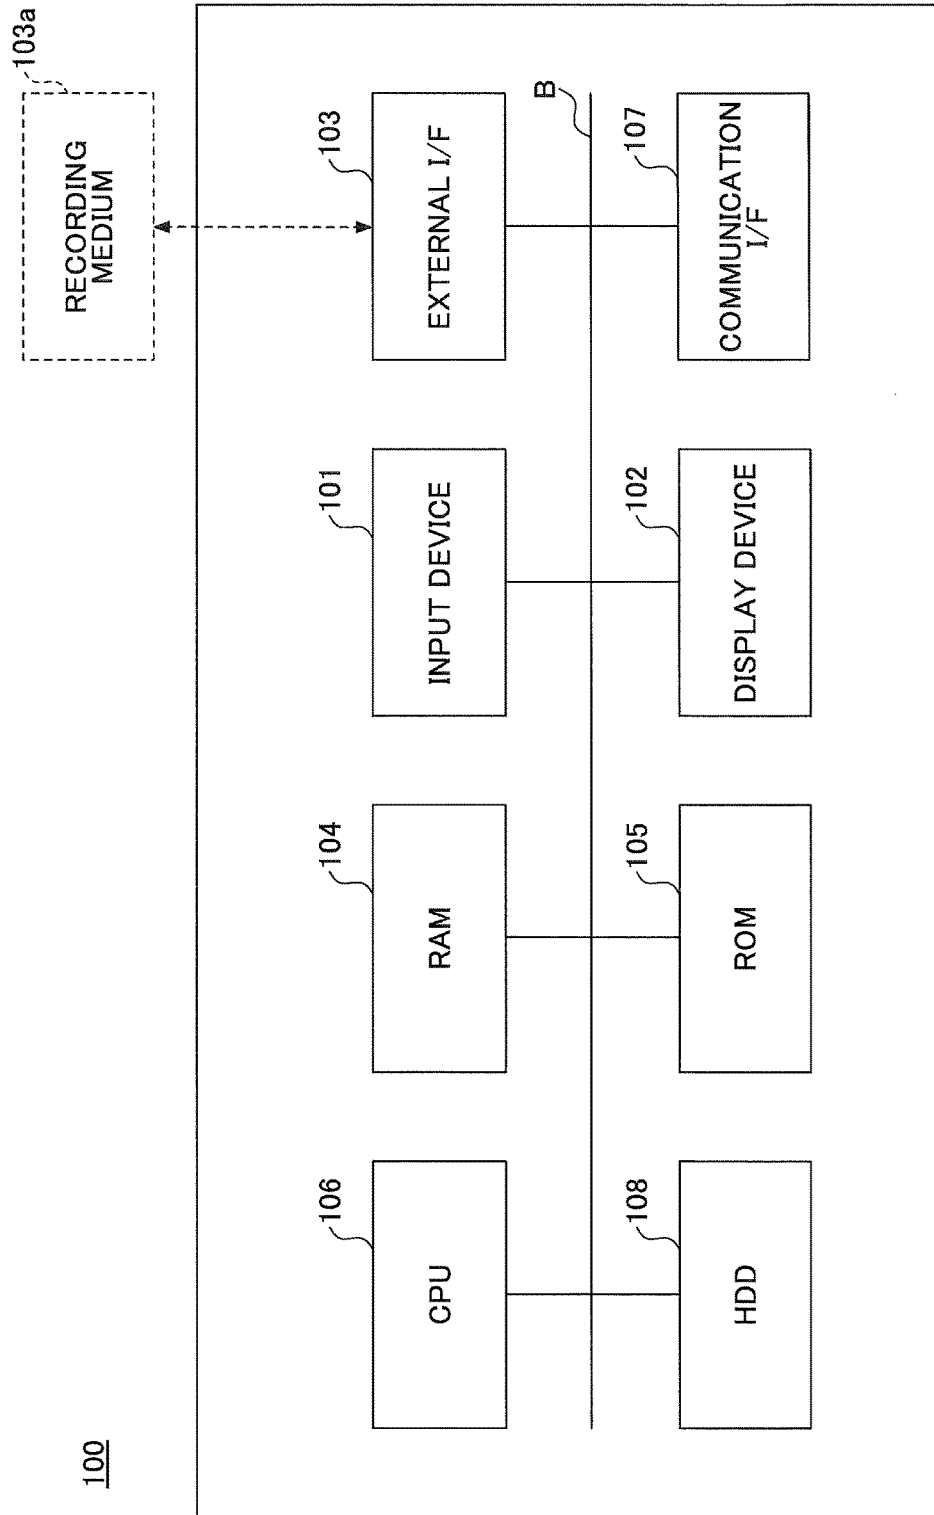 100
106
CPU
104
RAM
101
INPUT DEVICE
103
EXTERNAL I/F
103a
RECORDING
MEDIUM
B
108
HDD
105
ROM
102
DISPLAY DEVICE
107
COMMUNICATION
I/F